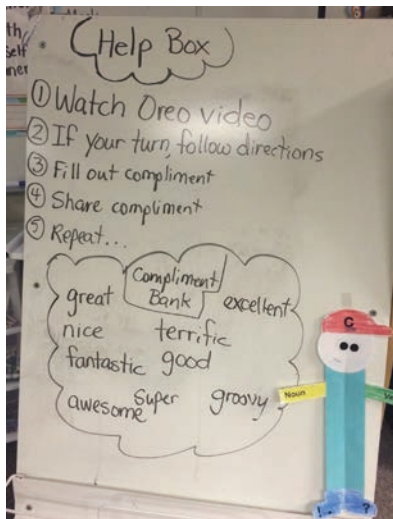 Help Box
① Watch Oreo video
② If your turn, follow directions
③ Fill out compliment
④ Share compliment
⑤ Repeat...
Compliment
Bank
great
excellent
nice
terrific
fantastic good
awesome super groovy
C
Noun
!
?